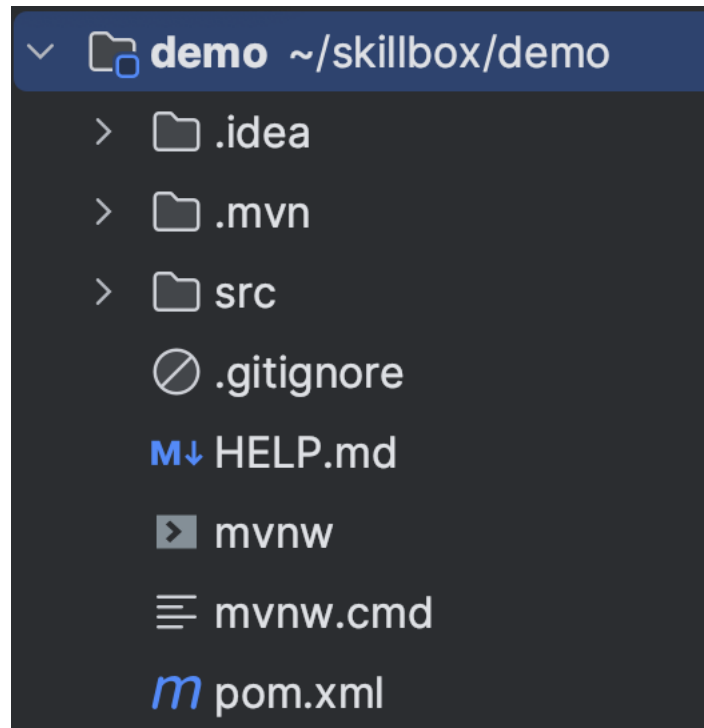 demo ~/skillbox/demo
.idea
.mvn
src
.gitignore
M↓ HELP.md
mvnw
mvnw.cmd
m pom.xml